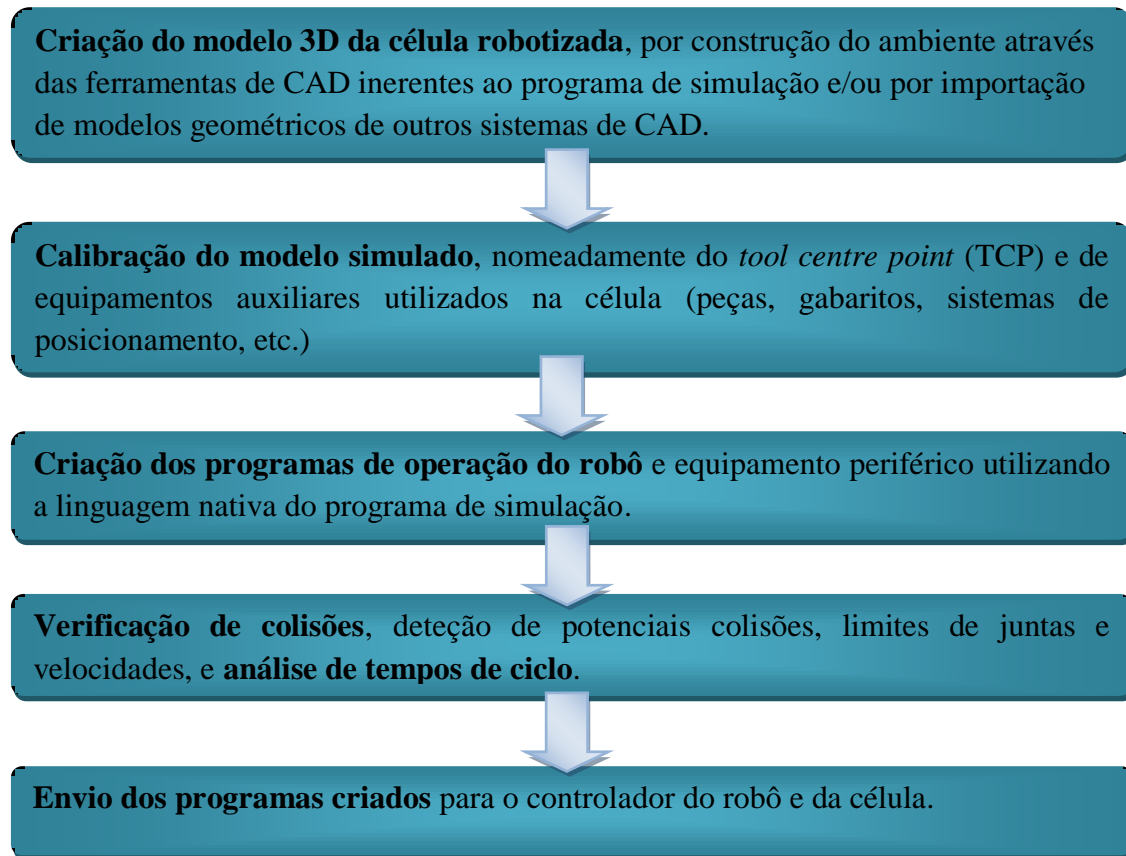 Criação do modelo 3D da célula robotizada, por construção do ambiente através
das ferramentas de CAD inerentes ao programa de simulação e/ou por importação
de modelos geométricos de outros sistemas de CAD.
Calibração do modelo simulado, nomeadamente do tool centre point (TCP) e de
equipamentos auxiliares utilizados na célula (peças, gabaritos, sistemas de
posicionamento, etc.)
Criação dos programas de operação do robô e equipamento periférico utilizando
a linguagem nativa do programa de simulação.
Verificação de colisões, deteção de potenciais colisões, limites de juntas e
velocidades, e análise de tempos de ciclo.
Envio dos programas criados para o controlador do robô e da célula.